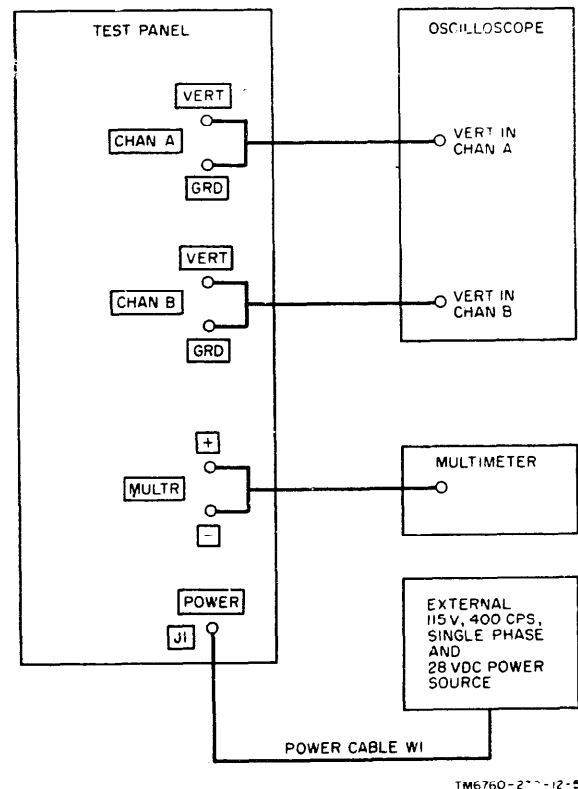 TEST PANEL
OSCILLOSCOPE
VERT
CHAN A
GRD
VERT IN
CHAN A
VERT
CHAN B
GRD
VERT IN
CHAN B
+
MULTR
-
MULTIMETER
POWER
J1
EXTERNAL
115 V, 400 CPS,
SINGLE PHASE
AND
28 VDC POWER
SOURCE
POWER CABLE W1